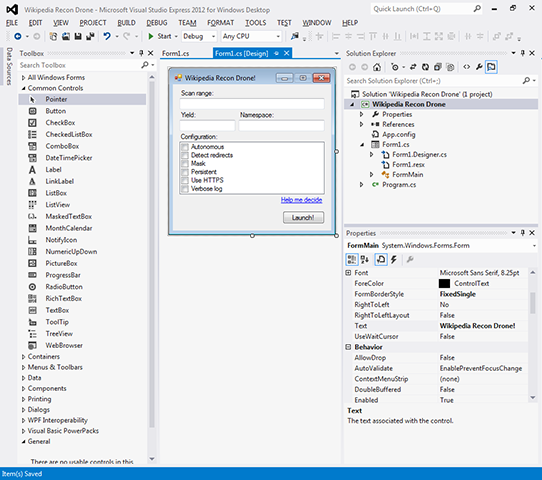 Wikipedia Recon Drone - Microsoft Visual Studio Express 2012 for Windows Desktop
Quick Launch (Ctrl+Q)
FILE EDIT VIEW PROJECT BUILD DEBUG TEAM FORMAT TOOLS TEST WINDOW HELP
Start Debug Any CPU
Data Sources
Toolbox
Search Toolbox
All Windows Forms
Common Controls
Pointer
Button
CheckBox
CheckedListBox
ComboBox
DateTimePicker
Label
LinkLabel
ListBox
ListView
MaskedTextBox
MonthCalendar
NotifyIcon
NumericUpDown
PictureBox
ProgressBar
RadioButton
RichTextBox
TextBox
ToolTip
TreeView
WebBrowser
Containers
Menus & Toolbars
Data
Components
Printing
Dialogs
WPF Interoperability
Visual Basic PowerPacks
General
There are no usable controls in this
Form1.cs
Form1.cs [Design]
Wikipedia Recon Drone!
Scan range:
Yield: Namespace:
Configuration:
Autonomous
Detect redirects
Mask
Persistent
Use HTTPS
Verbose log
Help me decide
Launch!
Solution Explorer
Search Solution Explorer (Ctrl+;)
Solution 'Wikipedia Recon Drone' (1 project)
Wikipedia Recon Drone
Properties
References
App.config
Form1.cs
Form1.Designer.cs
Form1.resx
FormMain
Program.cs
Properties
FormMain System.Windows.Forms.Form
Font Microsoft Sans Serif, 8.25pt
ForeColor ControlText
FormBorderStyle FixedSingle
RightToLeft No
RightToLeftLayout False
Text Wikipedia Recon Drone!
UseWaitCursor False
Behavior
AllowDrop False
AutoValidate EnablePreventFocusChange
ContextMenuStrip (none)
DoubleBuffered False
Enabled True
Text
The text associated with the control.
Item(s) Saved